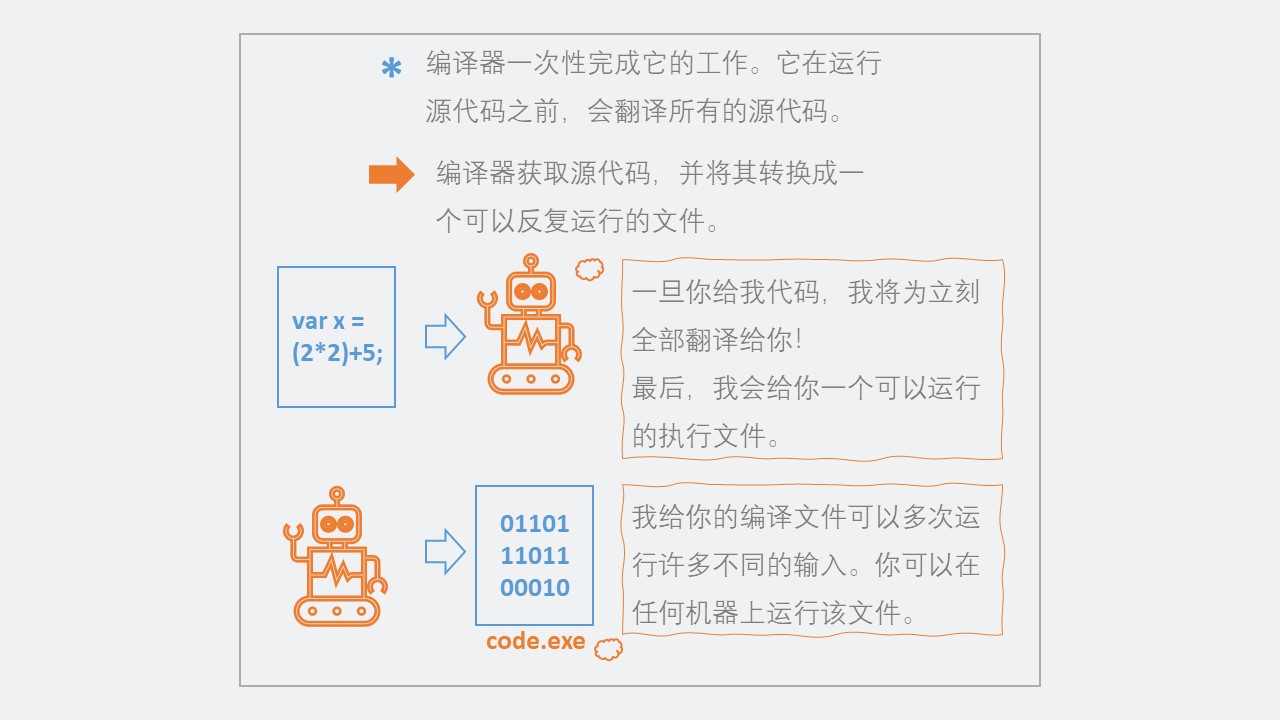 * 编译器一次性完成它的工作。它在运行
源代码之前，会翻译所有的源代码。
编译器获取源代码，并将其转换成一
个可以反复运行的文件。
var x =
(2*2)+5;
一旦你给我代码，我将为立刻
全部翻译给你！
最后，我会给你一个可以运行
的执行文件。
01101
11011
00010
code.exe
我给你的编译文件可以多次运
行许多不同的输入。你可以在
任何机器上运行该文件。